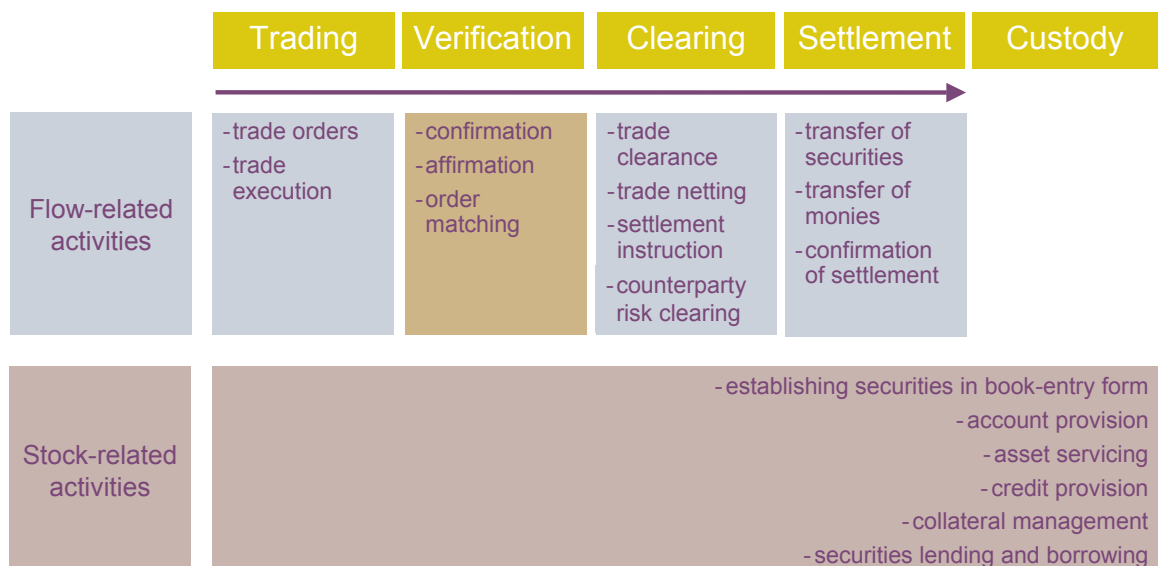 Trading
Verification
Clearing
Settlement
Custody
Flow-related
activities
-trade orders
-trade
execution
-confirmation
-affirmation
-order
matching
-trade
clearance
-trade netting
-settlement
instruction
-counterparty
risk clearing
-transfer of
securities
-transfer of
monies
-confirmation
of settlement
Stock-related
activities
-establishing securities in book-entry form
-account provision
-asset servicing
-credit provision
-collateral management
-securities lending and borrowing